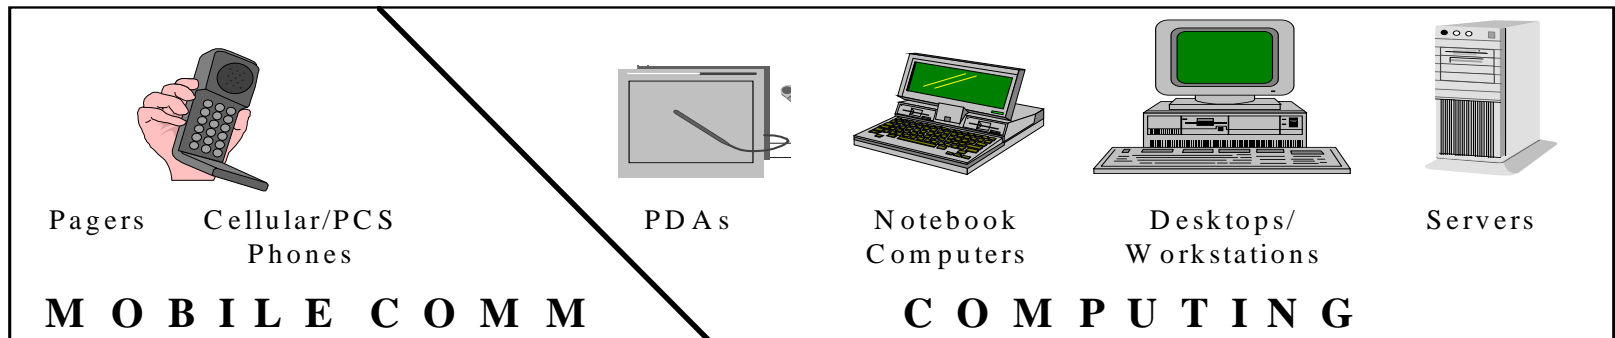 Pagers
Cellular/PCS
Phones
PDAs
Notebook
Computers
Desktops/
Workstations
Servers
MOBILE COMM
COMPUTING